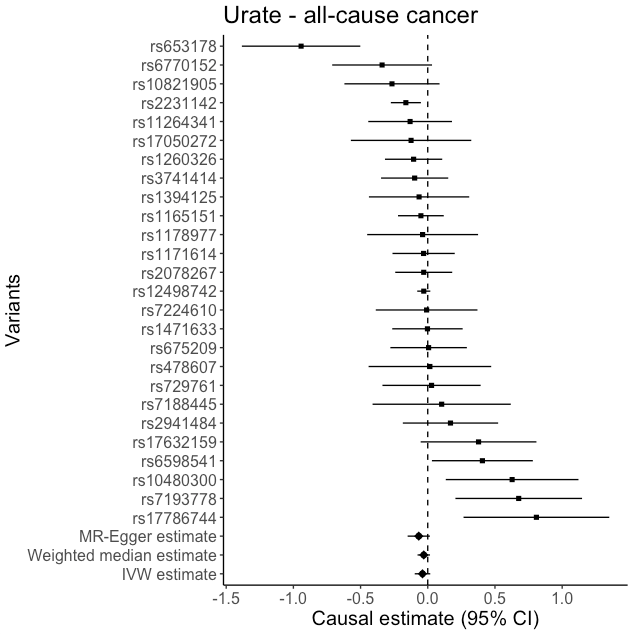 Urate - all-cause cancer
Variants
rs653178
rs6770152
rs10821905
rs2231142
rs11264341
rs17050272
rs1260326
rs3741414
rs1394125
rs1165151
rs1178977
rs1171614
rs2078267
rs12498742
rs7224610
rs1471633
rs675209
rs478607
rs729761
rs7188445
rs2941484
rs17632159
rs6598541
rs10480300
rs7193778
rs17786744
MR-Egger estimate
Weighted median estimate
IVW estimate
-1.5 -1.0 -0.5 0.0 0.5 1.0
Causal estimate (95% CI)